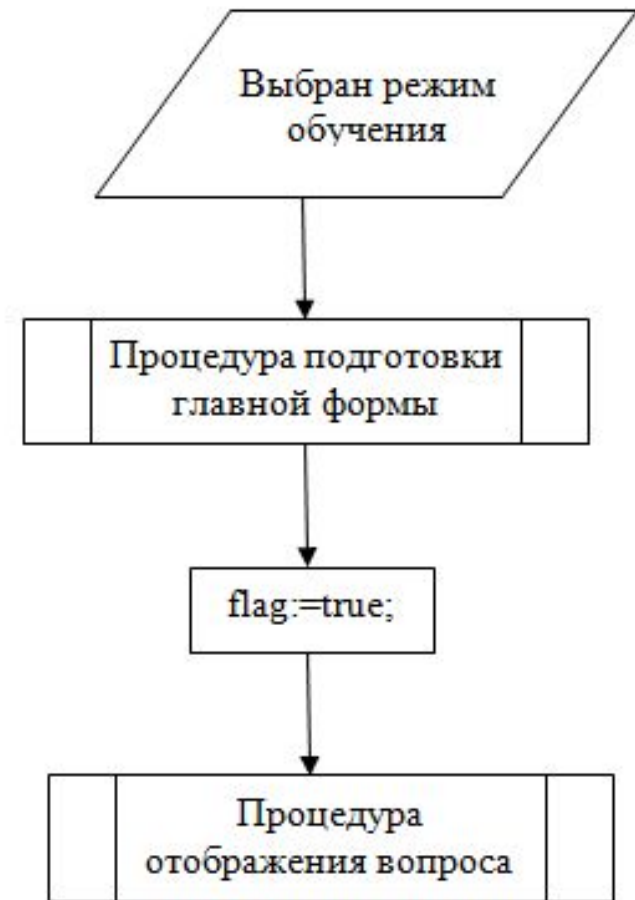 Выбран режим
обучения
Процедура подготовки
главной формы
flag:=true;
Процедура
отображения вопроса